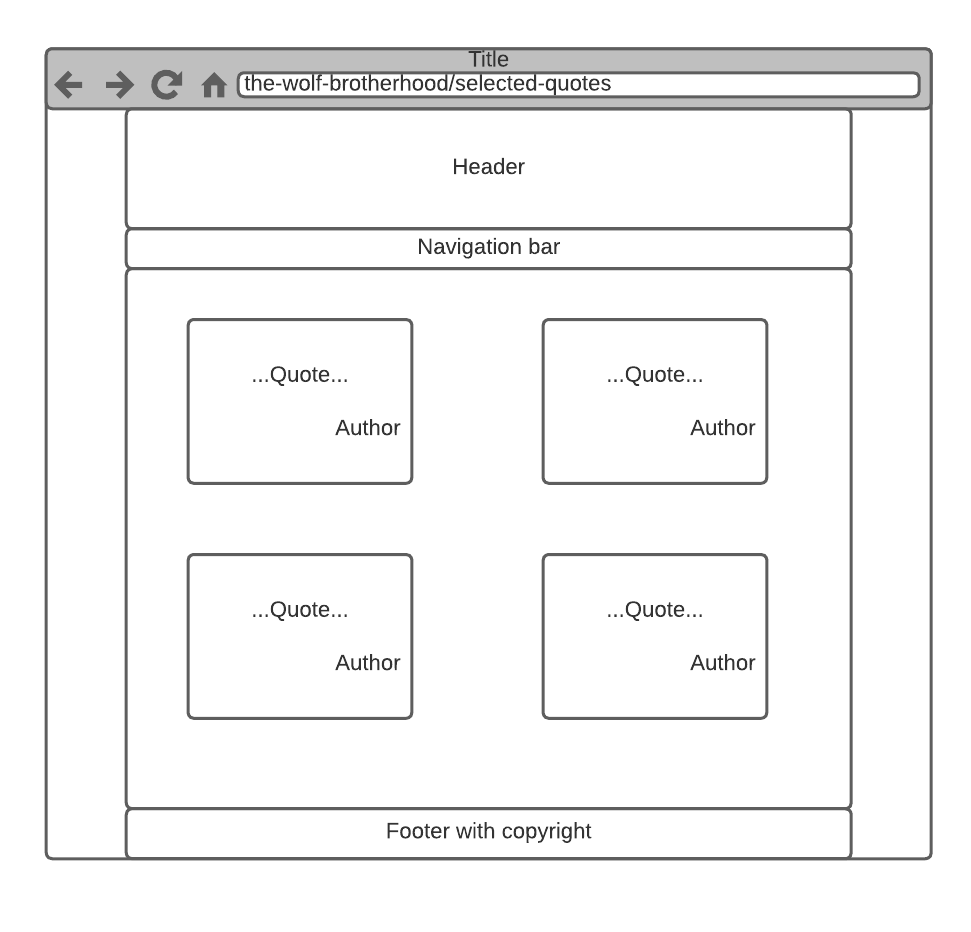 Title
the-wolf-brotherhood/selected-quotes
Header
Navigation bar
...Quote...
Author
...Quote...
Author
...Quote...
Author
...Quote...
Author
Footer with copyright